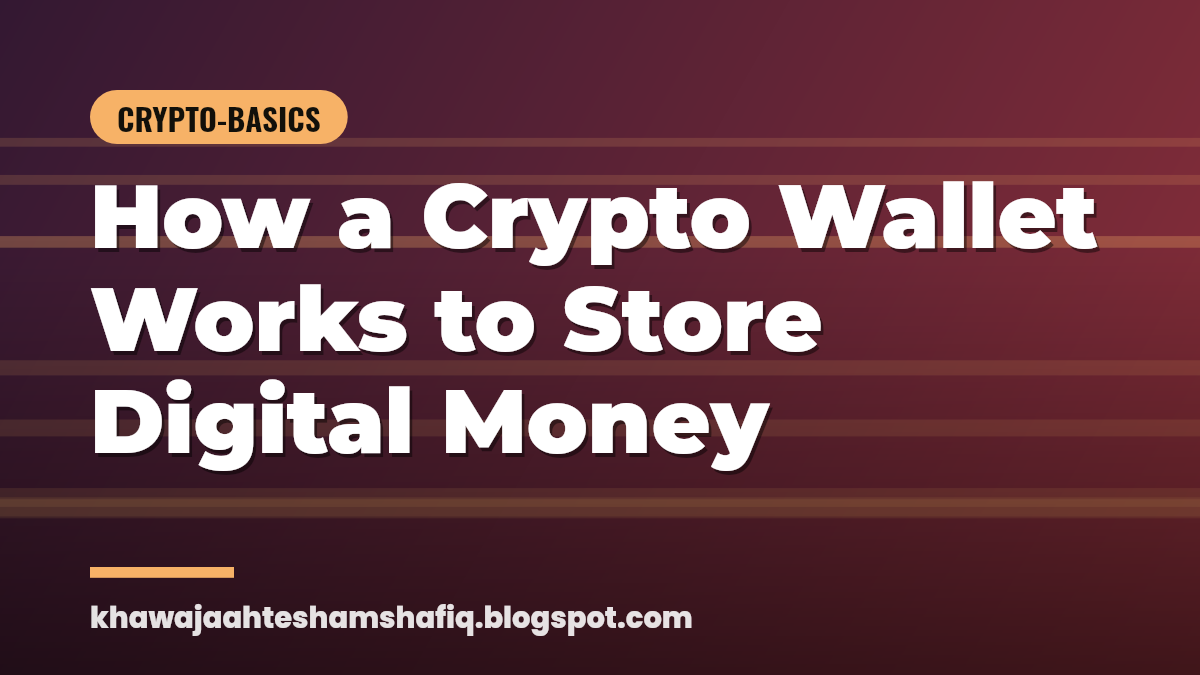 CRYPTO-BASICS
How a Crypto Wallet
Works to Store
Digital Money
khawajaahteshamshafiq.blogspot.com